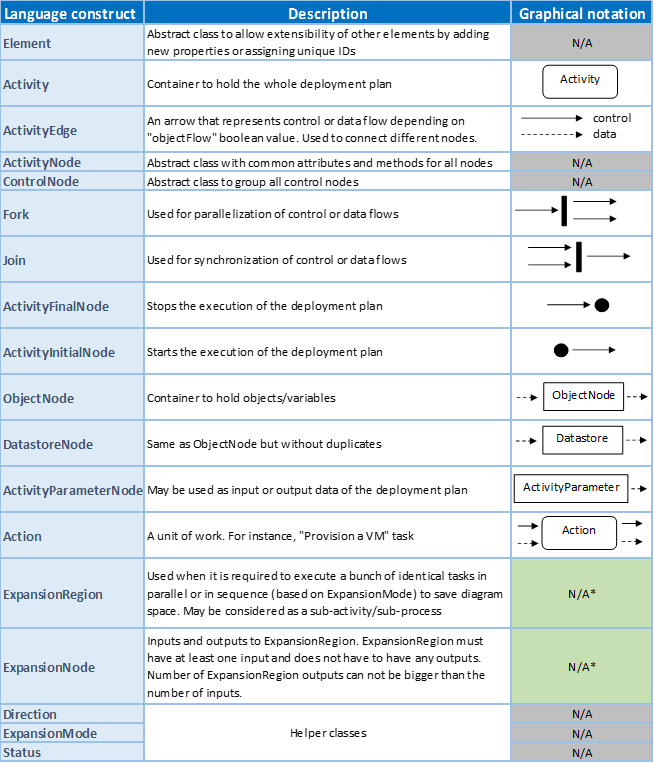 Language construct Description Graphical notation
Element
Abstract class to allow extensibility of other elements by adding
new properties or assigning unique IDs
N/A
Activity
Container to hold the whole deployment plan
Activity
ActivityEdge
An arrow that represents control or data flow depending on
"objectFlow" boolean value. Used to connect different nodes.
control
data
ActivityNode Abstract class with common attributes and methods for all nodes N/A
ControlNode Abstract class to group all control nodes N/A
Fork Used for parallelization of control or data flows
Join Used for synchronization of control or data flows
ActivityFinalNode Stops the execution of the deployment plan
ActivityInitialNode Starts the execution of the deployment plan
ObjectNode Container to hold objects/variables ObjectNode
DatastoreNode Same as ObjectNode but without duplicates Datastore
ActivityParameterNode May be used as input or output data of the deployment plan ActivityParameter
Action A unit of work. For instance, "Provision a VM" task Action
ExpansionRegion
Used when it is required to execute a bunch of identical tasks in
parallel or in sequence (based on ExpansionMode) to save diagram
space. May be considered as a sub-activity/sub-process
N/A*
ExpansionNode
Inputs and outputs to ExpansionRegion. ExpansionRegion must
have at least one input and does not have to have any outputs.
Number of ExpansionRegion outputs can not be bigger than the
number of inputs.
N/A*
Direction N/A
ExpansionMode Helper classes N/A
Status N/A